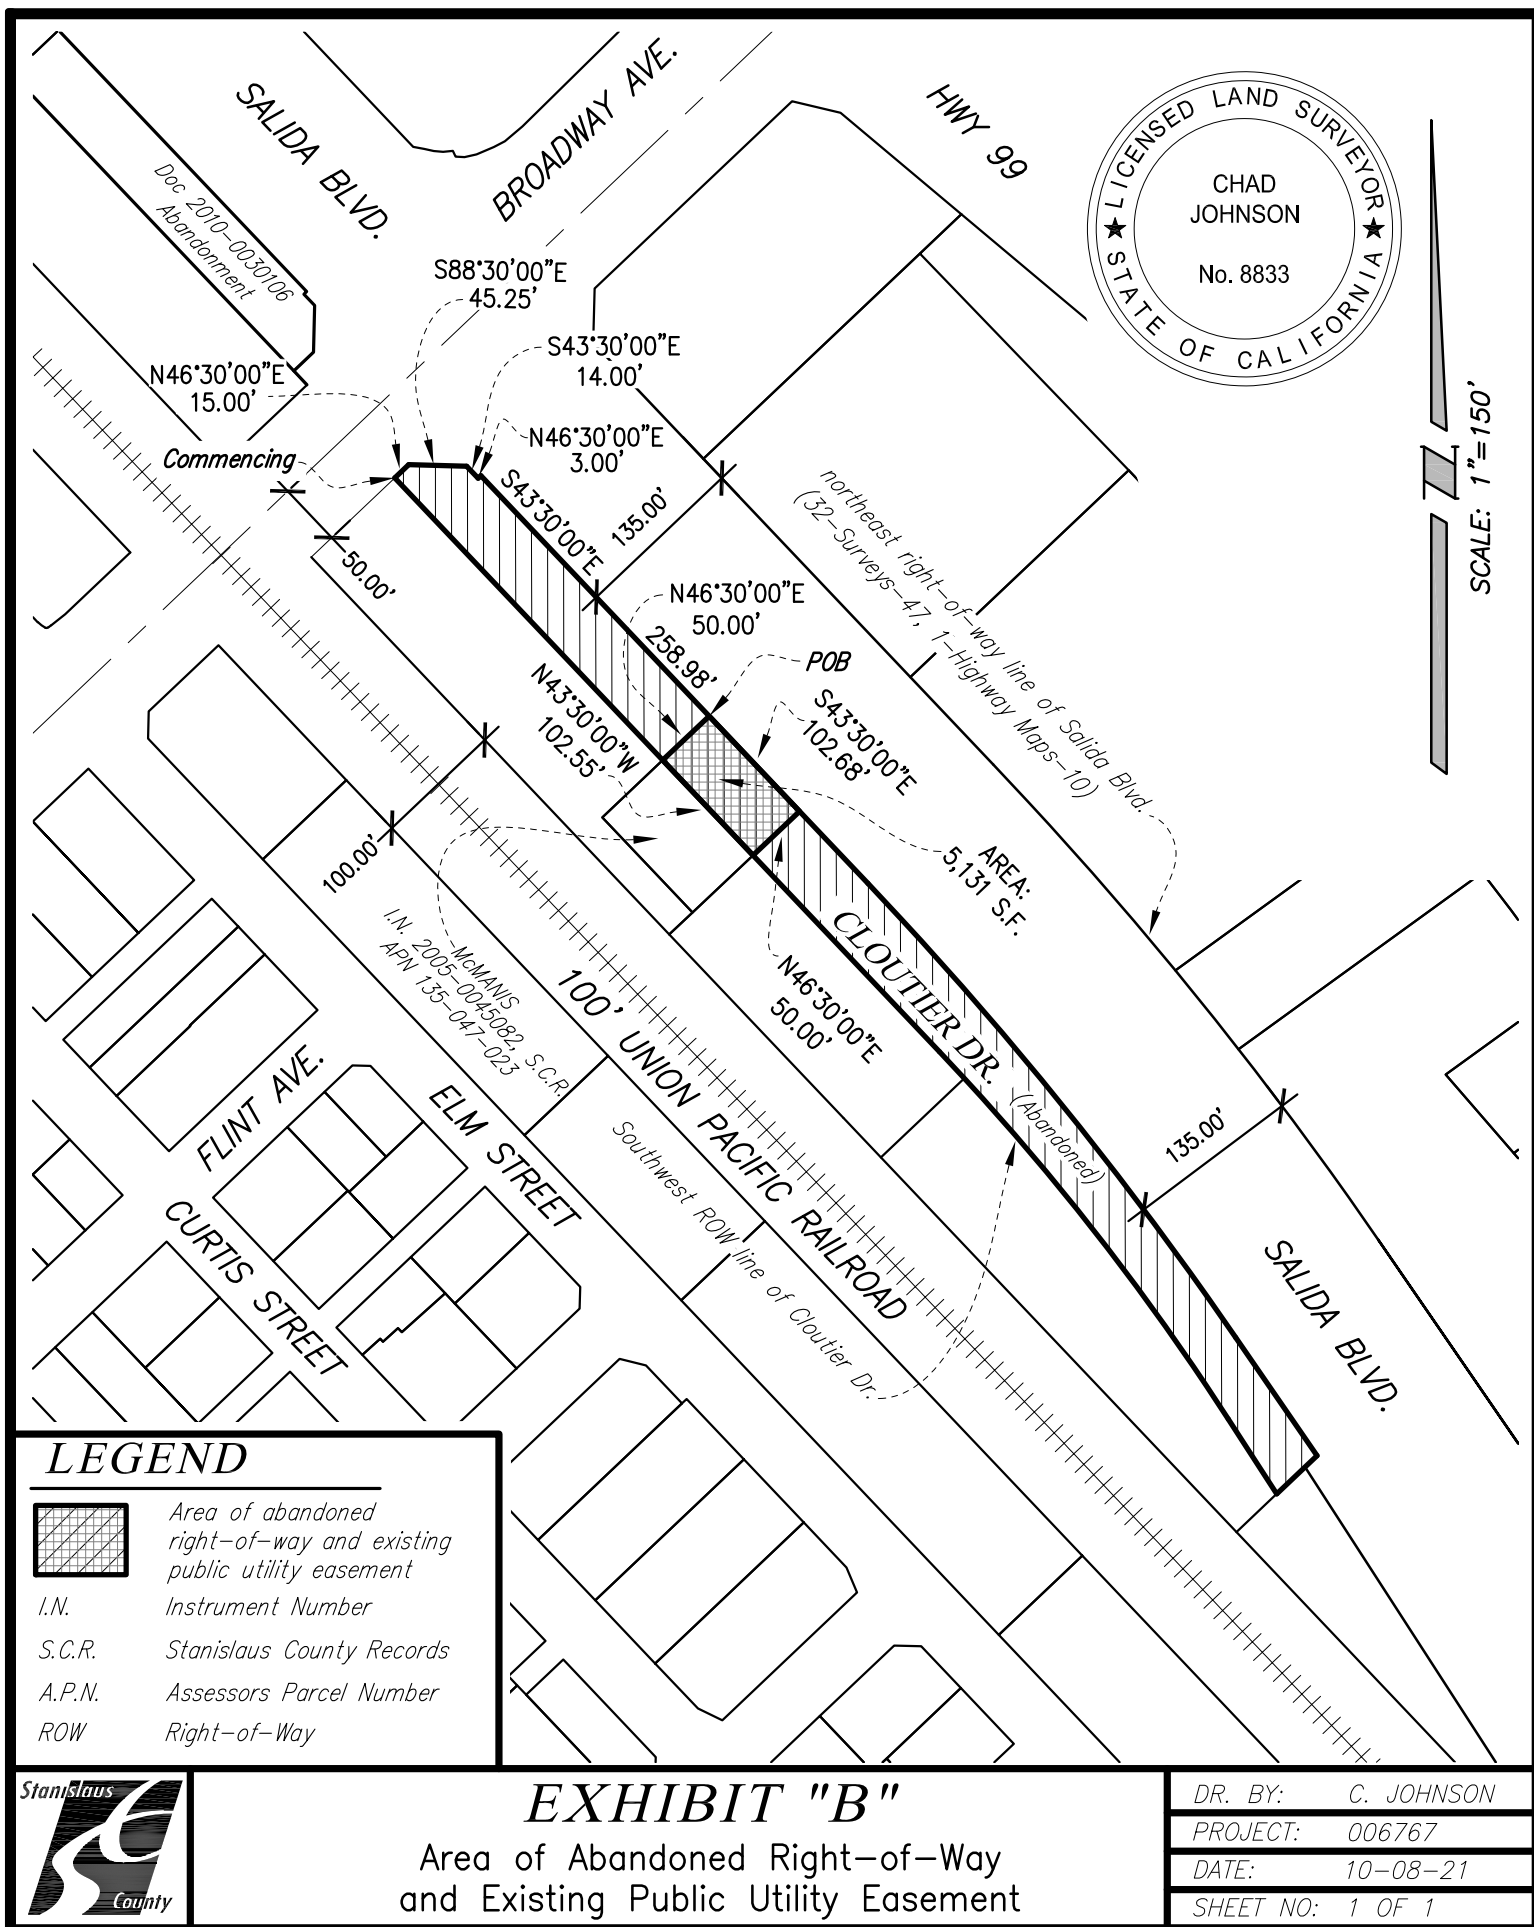 SALIDA BLVD.
BROADWAY AVE.
HWY 99
LICENSED LAND SURVEYOR
STATE OF CALIFORNIA
CHAD
JOHNSON
No. 8833
Doc 2010-0030106
Abandonment
S88°30'00"E
45.25'
S43°30'00"E
14.00'
N46°30'00"E
15.00'
N46°30'00"E
3.00'
Commencing
S43°30'00"E
258.98'
135.00'
50.00'
northeast right-of-way line of Salida Blvd.
(32-Surveys-47, 1-Highway Maps-10)
SCALE: 1"=150'
N46°30'00"E
50.00'
POB
N43°30'00"W
102.55'
S43°30'00"E
102.68'
AREA:
5,131 S.F.
100.00'
McMANIS
I.N. 2005-0045082, S.C.R.
APN 135-047-023
N46°30'00"E
50.00'
CLOUTIER DR.
(Abandoned)
100' UNION PACIFIC RAILROAD
135.00'
FLINT AVE.
ELM STREET
CURTIS STREET
Southwest ROW line of Cloutier Dr.
SALIDA BLVD.
LEGEND
Area of abandoned
right-of-way and existing
public utility easement
I.N. Instrument Number
S.C.R. Stanislaus County Records
A.P.N. Assessors Parcel Number
ROW Right-of-Way
Stanislaus
County
EXHIBIT "B"
Area of Abandoned Right-of-Way
and Existing Public Utility Easement
DR. BY: C. JOHNSON
PROJECT: 006767
DATE: 10-08-21
SHEET NO: 1 OF 1